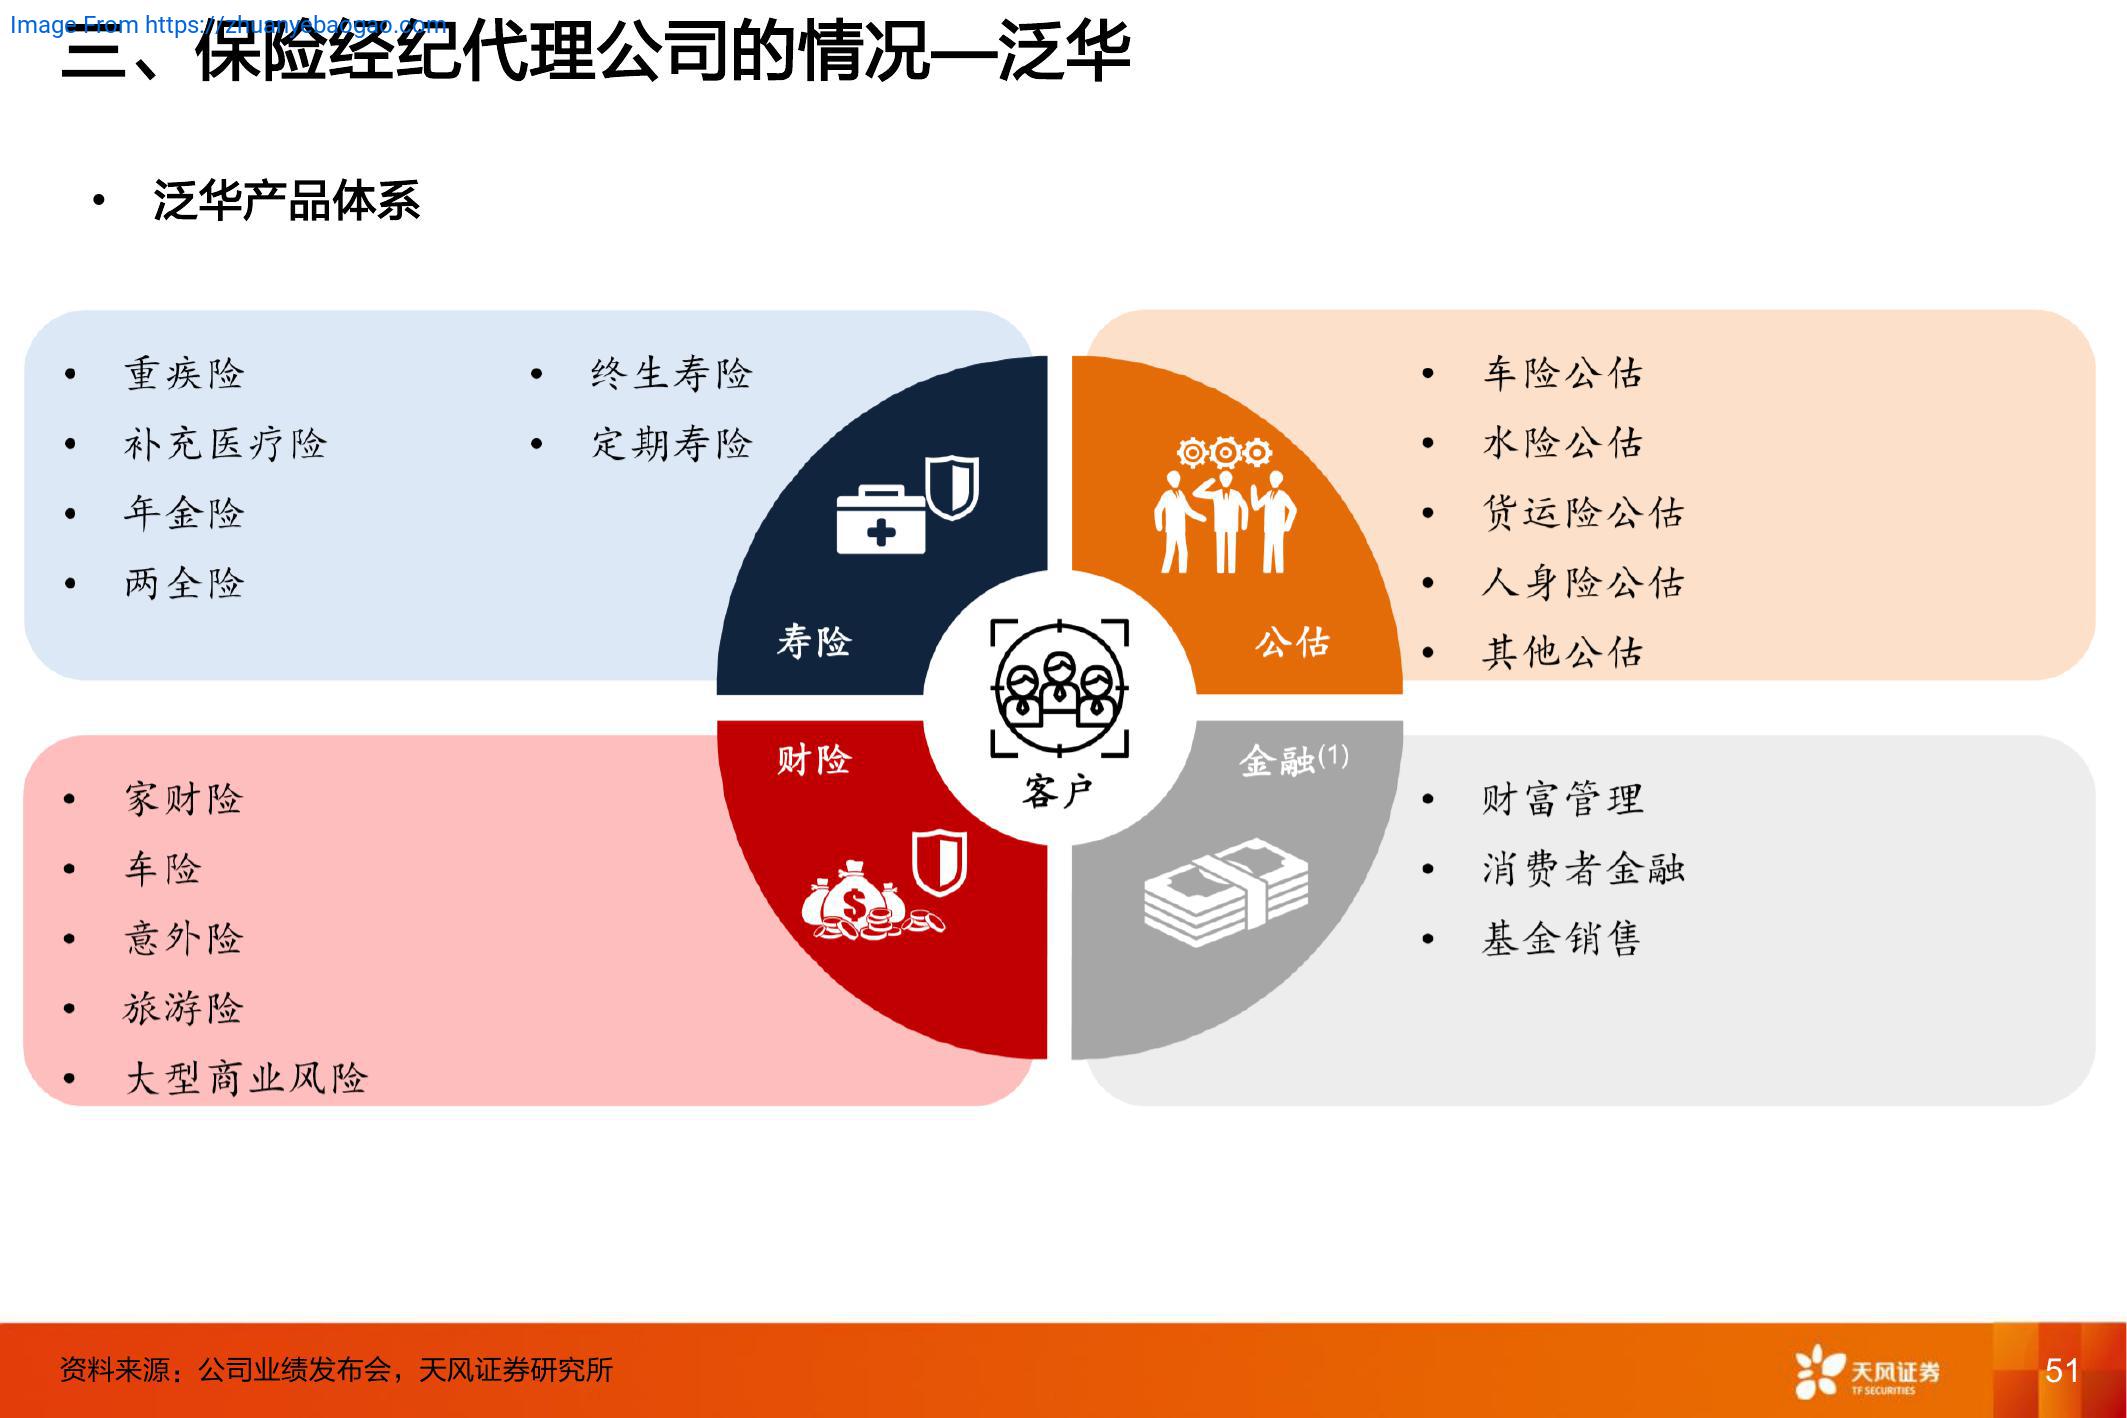 Image From https://zhuanyebaogao.com
三、保险经纪代理公司的情况—泛华
• 泛华产品体系
• 重疾险
• 补充医疗险
• 年金险
• 两全险
• 终生寿险
• 定期寿险
寿险
公估
• 车险公估
• 水险公估
• 货运险公估
• 人身险公估
• 其他公估
客户
财险
• 家财险
• 车险
• 意外险
• 旅游险
• 大型商业风险
金融(1)
• 财富管理
• 消费者金融
• 基金销售
资料来源：公司业绩发布会，天风证券研究所
天风证券
TF SECURITIES
51